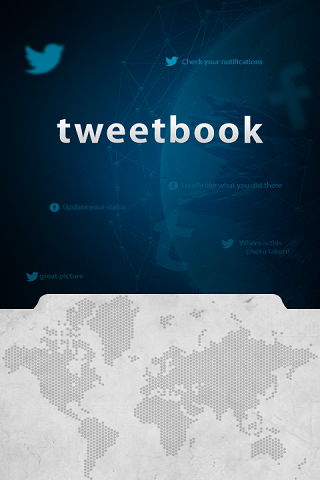 Check your notifications
tweetbook
I really like what you did there
Update your status
Where is this
photo taken?
great picture